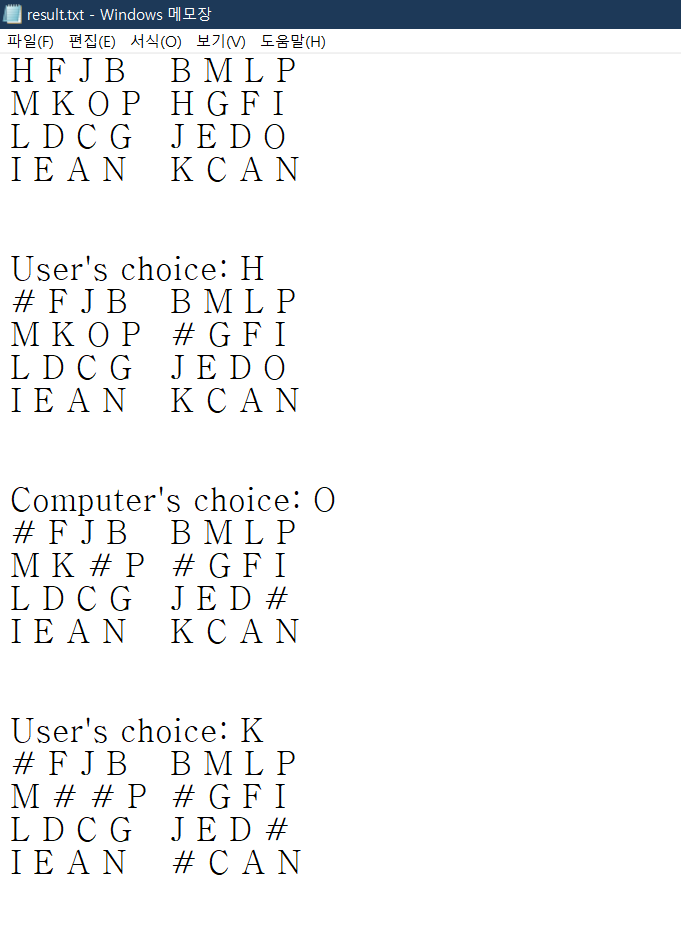 result.txt - Windows 메모장
파일(F) 편집(E) 서식(O) 보기(V) 도움말(H)
H F J B B M L P
M K O P H G F I
L D C G J E D O
I E A N K C A N
User's choice: H
# F J B B M L P
M K O P # G F I
L D C G J E D O
I E A N K C A N
Computer's choice: O
# F J B B M L P
M K # P # G F I
L D C G J E D #
I E A N K C A N
User's choice: K
# F J B B M L P
M # # P # G F I
L D C G J E D #
I E A N # C A N